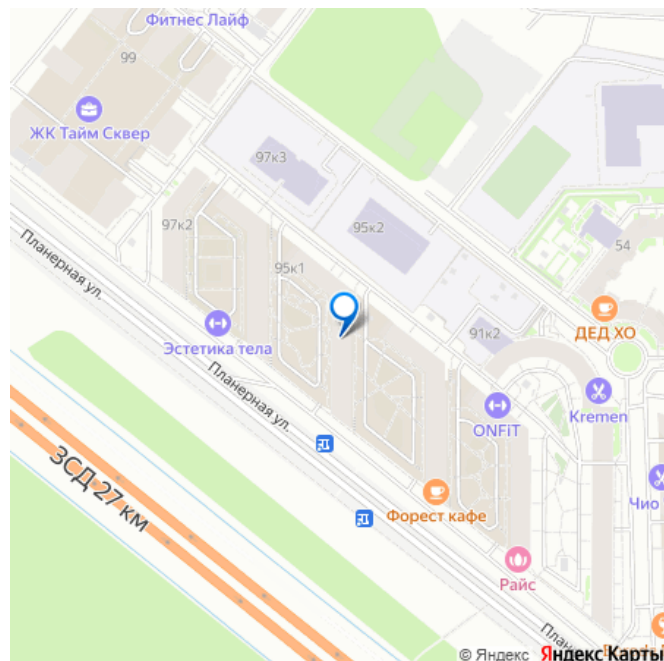 Фитнес Лайф
99
ЖК Тайм Сквер
97к3
97к2
95к2
54
Планерная ул.
95к1
ДЕД ХО
91к2
Эстетика тела
Kremen
ONFIT
Планерная ул.
ЗСД 27 км
Чио
Форест кафе
Райс
© Яндекс Яндекс Карты